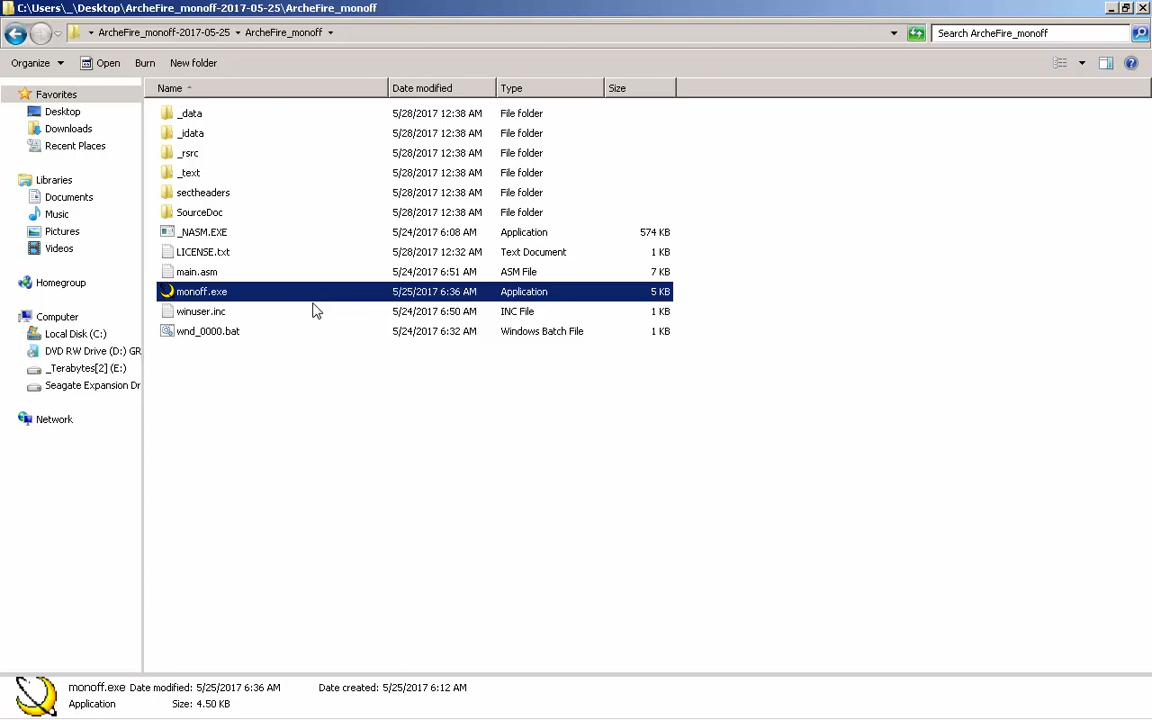 C:\Users\_\Desktop\ArcheFire_monoff-2017-05-25\ArcheFire_monoff
ArcheFire_monoff-2017-05-25 ArcheFire_monoff Search ArcheFire_monoff
Organize Open Burn New folder
Name Date modified Type Size
Favorites
Desktop
Downloads
Recent Places
Libraries
Documents
Music
Pictures
Videos
Homegroup
Computer
Local Disk (C:)
DVD RW Drive (D:) GR
_Terabytes[2] (E:)
Seagate Expansion Dr
Network
_data 5/28/2017 12:38 AM File folder
_idata 5/28/2017 12:38 AM File folder
_rsrc 5/28/2017 12:38 AM File folder
_text 5/28/2017 12:38 AM File folder
sectheaders 5/28/2017 12:38 AM File folder
SourceDoc 5/28/2017 12:38 AM File folder
_NASM.EXE 5/24/2017 6:08 AM Application 574 KB
LICENSE.txt 5/28/2017 12:32 AM Text Document 1 KB
main.asm 5/24/2017 6:51 AM ASM File 7 KB
monoff.exe 5/25/2017 6:36 AM Application 5 KB
winuser.inc 5/24/2017 6:50 AM INC File 1 KB
wnd_0000.bat 5/24/2017 6:32 AM Windows Batch File 1 KB
monoff.exe Date modified: 5/25/2017 6:36 AM Date created: 5/25/2017 6:12 AM
Application Size: 4.50 KB